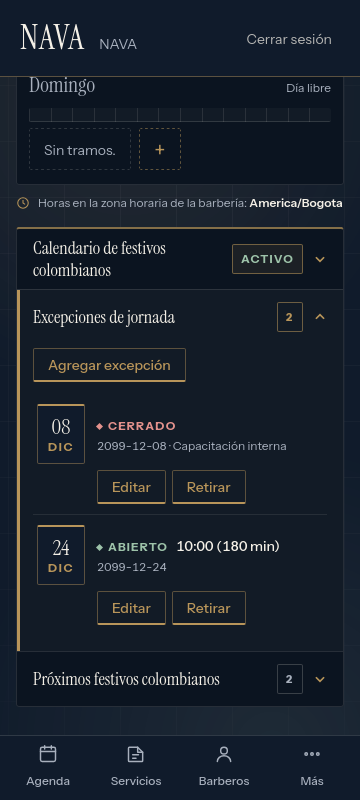 NAVA NAVA Cerrar sesión
Domingo Día libre
Sin tramos. +
Horas en la zona horaria de la barbería: America/Bogota
Calendario de festivos
colombianos
ACTIVO
Excepciones de jornada 2
Agregar excepción
08
DIC
◆ CERRADO
2099-12-08 · Capacitación interna
Editar Retirar
24
DIC
◆ ABIERTO 10:00 (180 min)
2099-12-24
Editar Retirar
Próximos festivos colombianos 2
Agenda Servicios Barberos Más